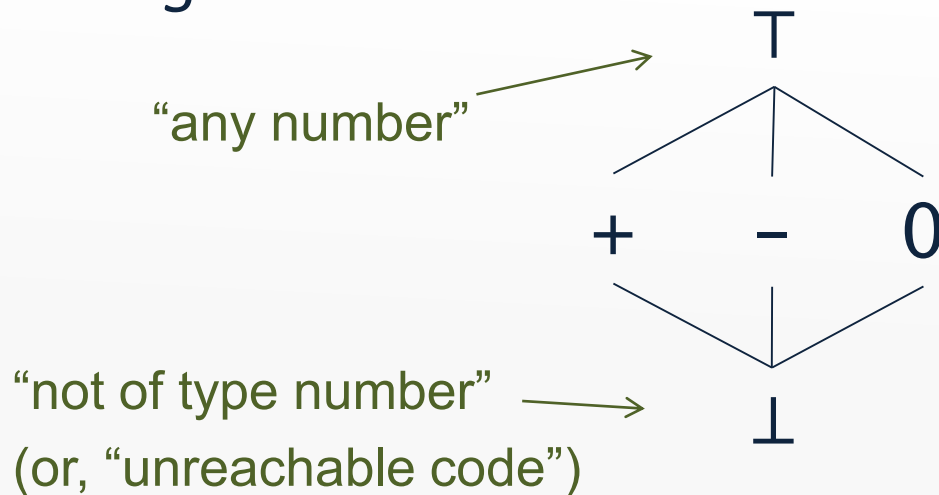 ⊤
“any number”
+ - 0
“not of type number”
⊥
(or, “unreachable code”)